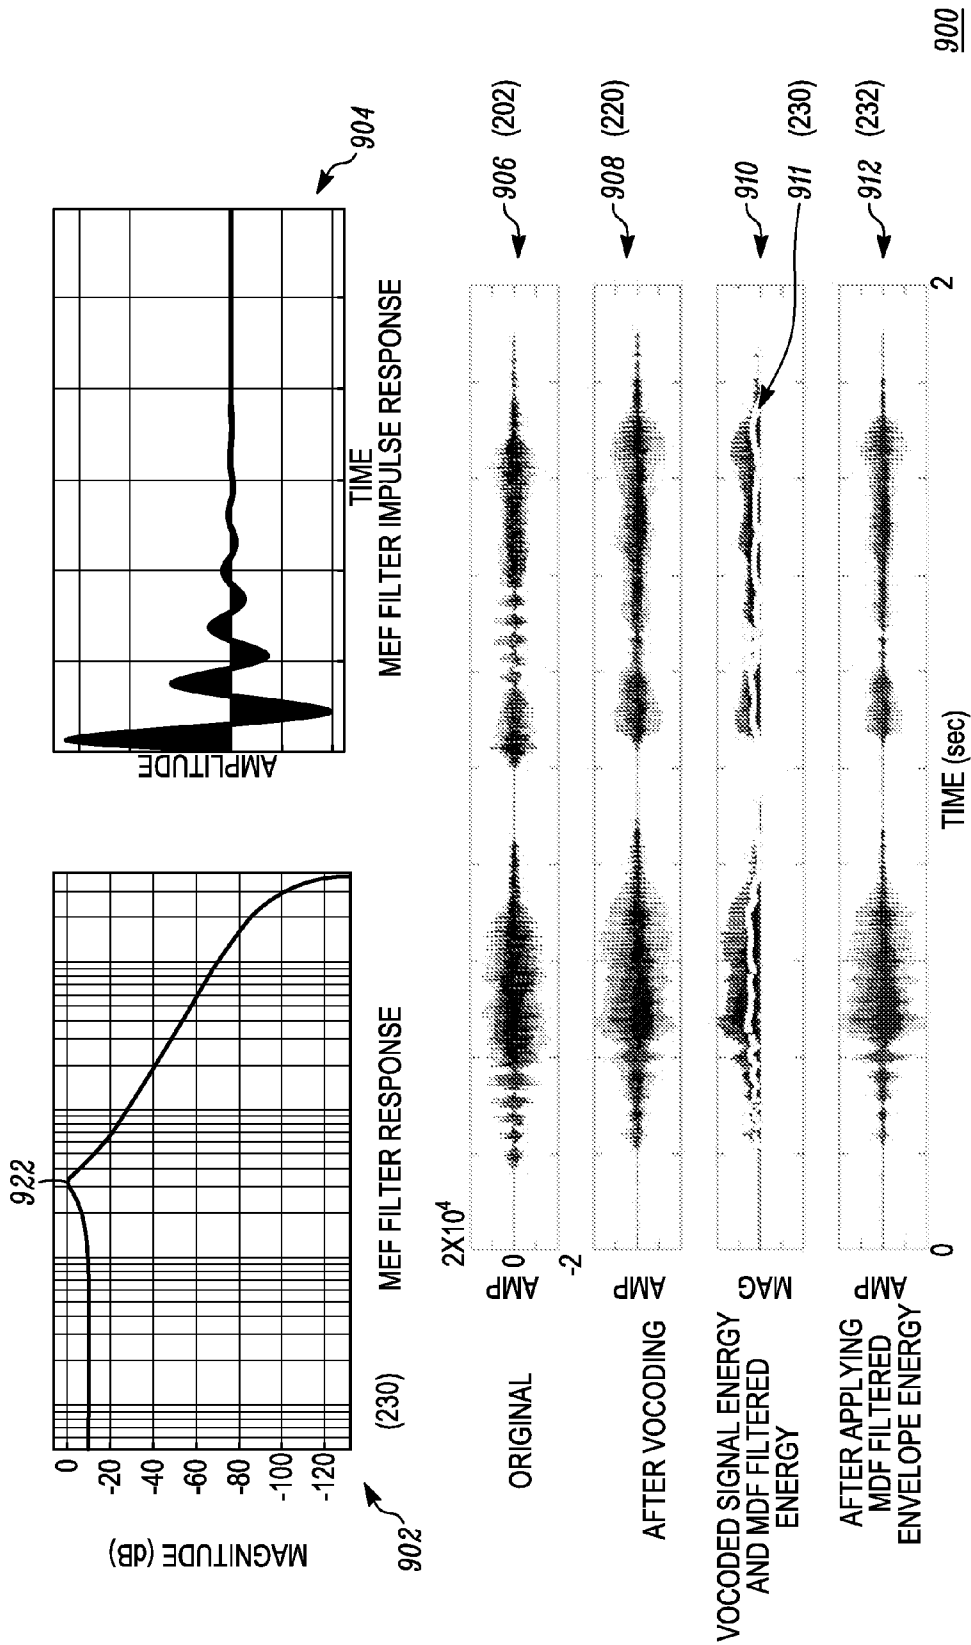 900
922
0
-20
-40
-60
-80
-100
-120
MAGNITUDE (dB)
902
(230)
MEF FILTER RESPONSE
AMPLITUDE
TIME
MEF FILTER IMPULSE RESPONSE
904
ORIGINAL
2X10⁴
0
-2
AMP
906 (202)
AFTER VOCODING
AMP
908 (220)
VOCODED SIGNAL ENERGY
AND MDF FILTERED
ENERGY
MAG
910
911 (230)
AFTER APPLYING
MDF FILTERED
ENVELOPE ENERGY
AMP
912 (232)
0
2
TIME (sec)